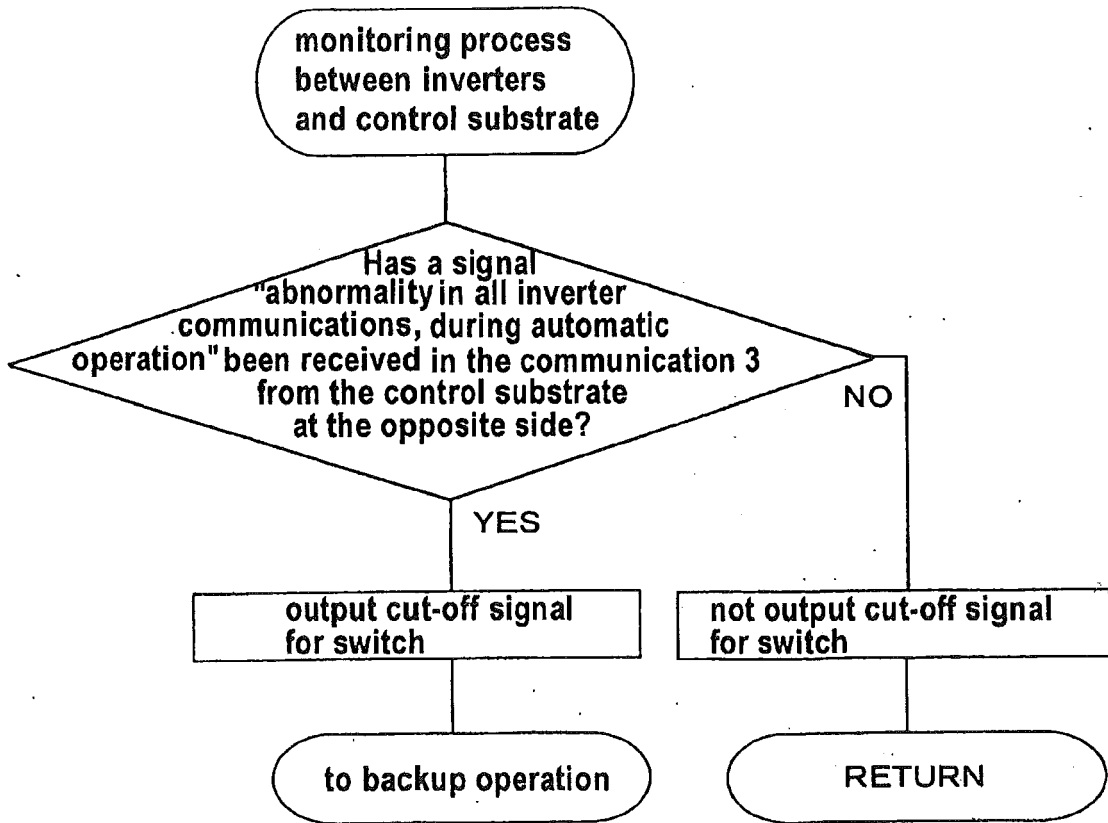 monitoring process
between inverters
and control substrate
Has a signal
"abnormality in all inverter
communications, during automatic
operation" been received in the communication 3
from the control substrate
at the opposite side?
NO
YES
output cut-off signal
for switch
not output cut-off signal
for switch
to backup operation
RETURN